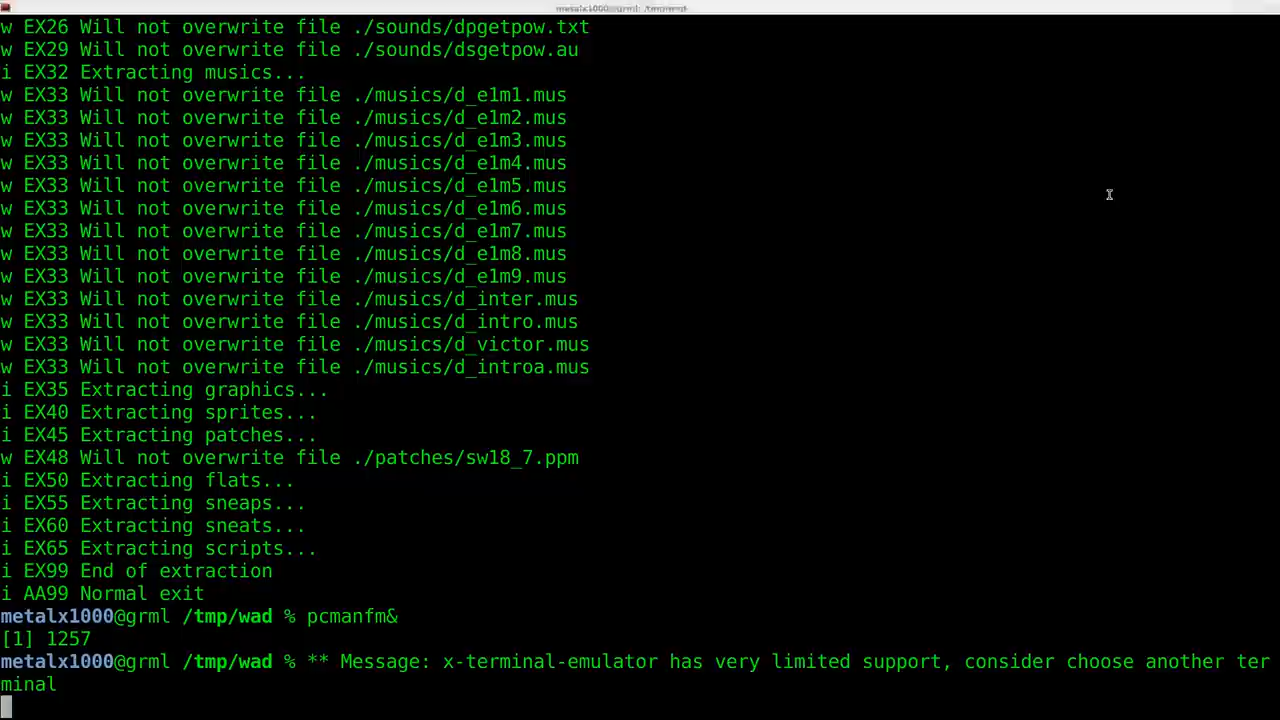 w EX26 Will not overwrite file ./sounds/dpgetpow.txt
w EX29 Will not overwrite file ./sounds/dsgetpow.au
i EX32 Extracting musics...
w EX33 Will not overwrite file ./musics/d_e1m1.mus
w EX33 Will not overwrite file ./musics/d_e1m2.mus
w EX33 Will not overwrite file ./musics/d_e1m3.mus
w EX33 Will not overwrite file ./musics/d_e1m4.mus
w EX33 Will not overwrite file ./musics/d_e1m5.mus
w EX33 Will not overwrite file ./musics/d_e1m6.mus
w EX33 Will not overwrite file ./musics/d_e1m7.mus
w EX33 Will not overwrite file ./musics/d_e1m8.mus
w EX33 Will not overwrite file ./musics/d_e1m9.mus
w EX33 Will not overwrite file ./musics/d_inter.mus
w EX33 Will not overwrite file ./musics/d_intro.mus
w EX33 Will not overwrite file ./musics/d_victor.mus
w EX33 Will not overwrite file ./musics/d_introa.mus
i EX35 Extracting graphics...
i EX40 Extracting sprites...
i EX45 Extracting patches...
w EX48 Will not overwrite file ./patches/sw18_7.ppm
i EX50 Extracting flats...
i EX55 Extracting sneaps...
i EX60 Extracting sneats...
i EX65 Extracting scripts...
i EX99 End of extraction
i AA99 Normal exit
metalx1000@grml /tmp/wad % pcmanfm&
[1] 1257
metalx1000@grml /tmp/wad % ** Message: x-terminal-emulator has very limited support, consider choose another ter
minal